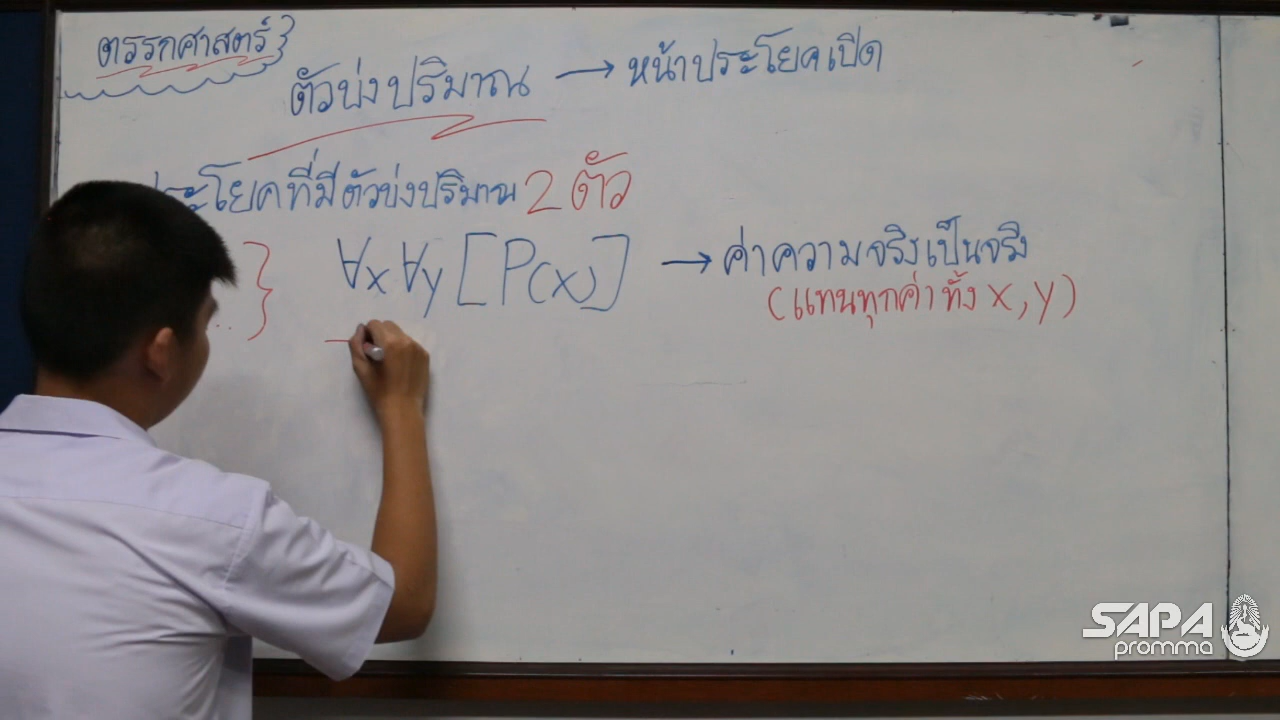 ตรรกศาสตร์
ตัวบ่งปริมาณ → หน้าประโยคเปิด
ประโยคที่มีตัวบ่งปริมาณ 2 ตัว
∀x ∀y [P(x)] → ค่าความจริงเป็นจริง
(แทนทุกค่า ทั้ง x, y)
SAPA
promma